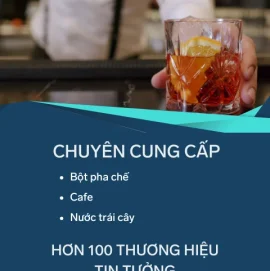 CHUYÊN CUNG CẤP
• Bột pha chế
• Cafe
• Nước trái cây
HƠN 100 THƯƠNG HIỆU
TIN TƯỞNG